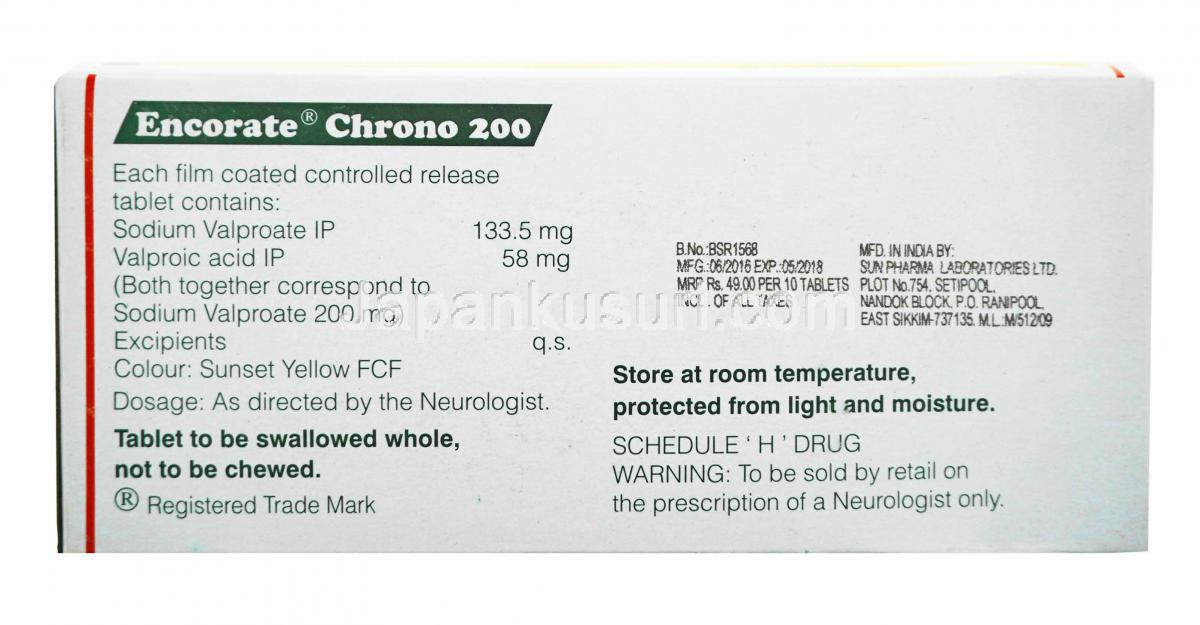 Encorate® Chrono 200
Each film coated controlled release
tablet contains:
Sodium Valproate IP 133.5 mg
Valproic acid IP 58 mg
(Both together correspond to
Sodium Valproate 200 mg)
Excipients q.s.
Colour: Sunset Yellow FCF
Dosage: As directed by the Neurologist.
Tablet to be swallowed whole,
not to be chewed.
® Registered Trade Mark
B.No.:BSR1568
MFG.:06/2016 EXP.:05/2018
MRP Rs. 49.00 PER 10 TABLETS
INCL. OF ALL TAXES
MFD. IN INDIA BY:
SUN PHARMA LABORATORIES LTD.
PLOT No.754, SETIPOOL,
NANDOK BLOCK, P.O. RANIPOOL,
EAST SIKKIM-737135. M.L.:M/512/09
Store at room temperature,
protected from light and moisture.
SCHEDULE ‘ H ’ DRUG
WARNING: To be sold by retail on
the prescription of a Neurologist only.
Japankusuri.com